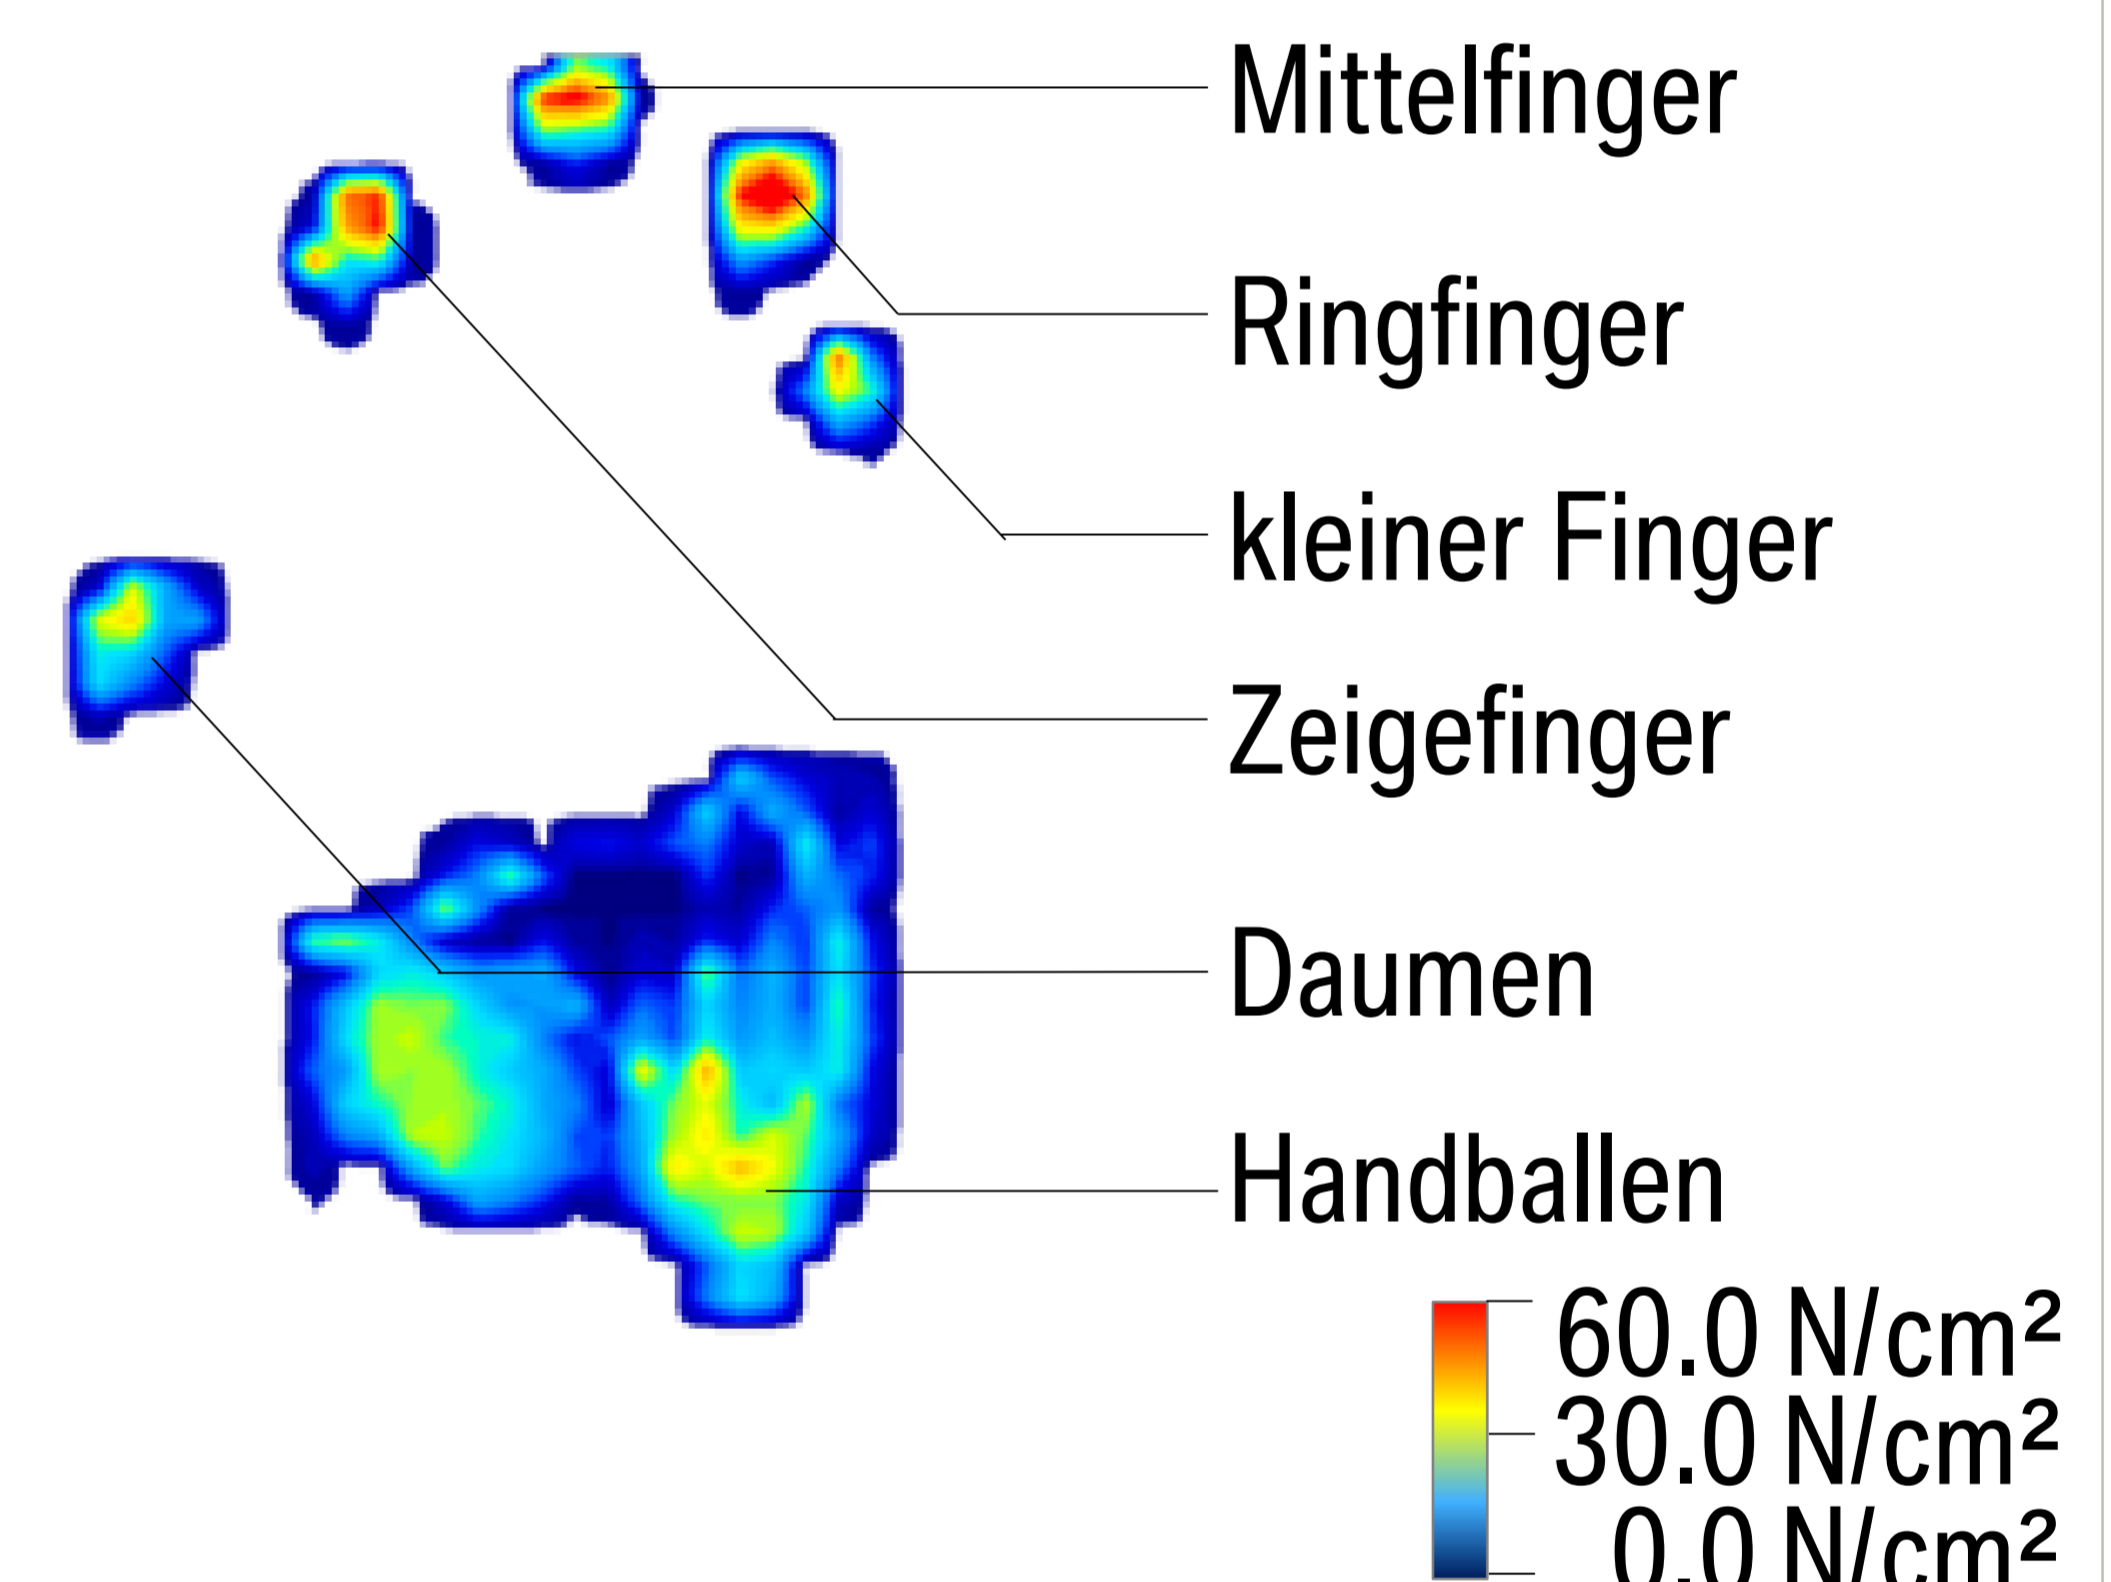 Mittelfinger
Ringfinger
kleiner Finger
Zeigefinger
Daumen
Handballen
60.0 N/cm²
30.0 N/cm²
0.0 N/cm²